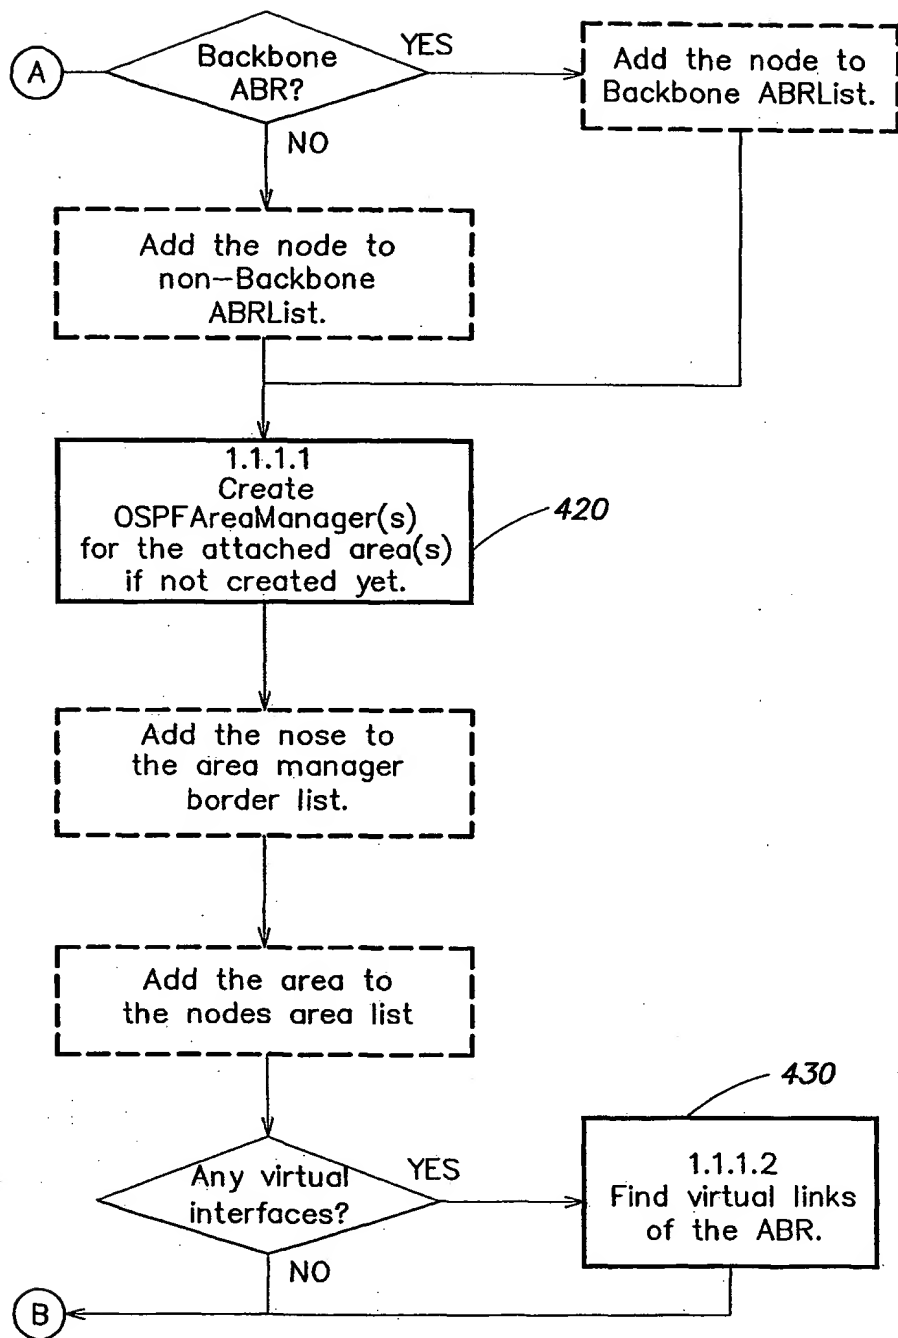 A
Backbone
ABR?
YES
Add the node to
Backbone ABRList.
NO
Add the node to
non-Backbone
ABRList.
1.1.1.1
Create
OSPFAreaManager(s)
for the attached area(s)
if not created yet.
420
Add the nose to
the area manager
border list.
Add the area to
the nodes area list
430
Any virtual
interfaces?
YES
1.1.1.2
Find virtual links
of the ABR.
NO
B